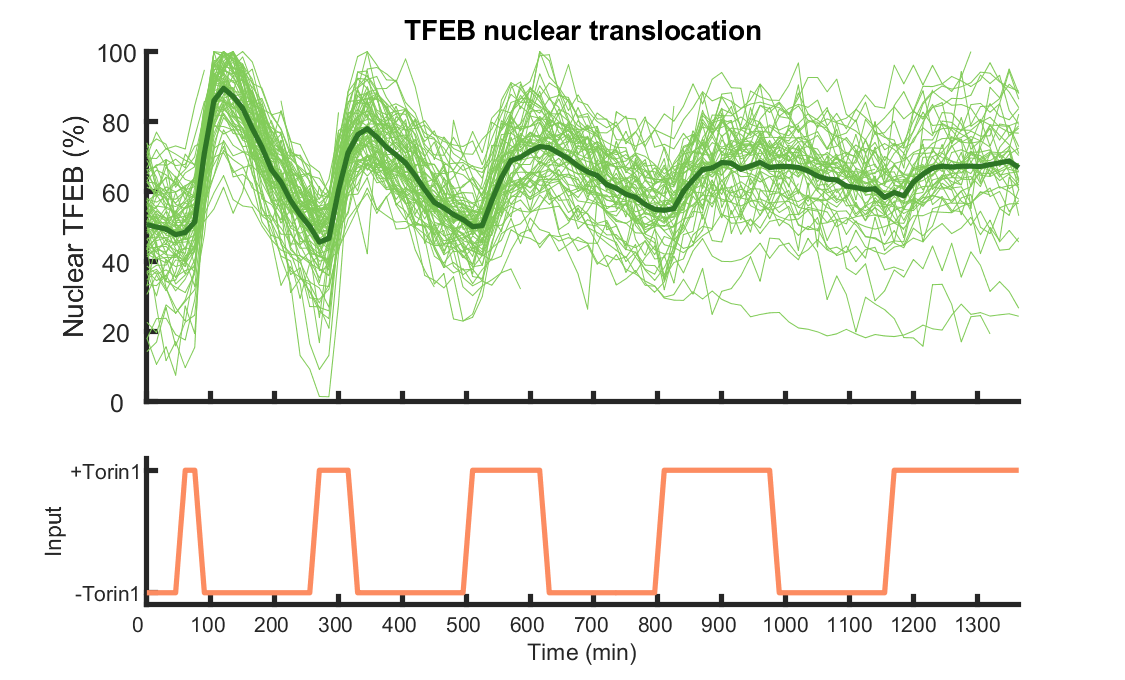 TFEB nuclear translocation
100
80
60
40
20
0
Nuclear TFEB (%)
+Torin1
-Torin1
Input
0 100 200 300 400 500 600 700 800 900 1000 1100 1200 1300
Time (min)